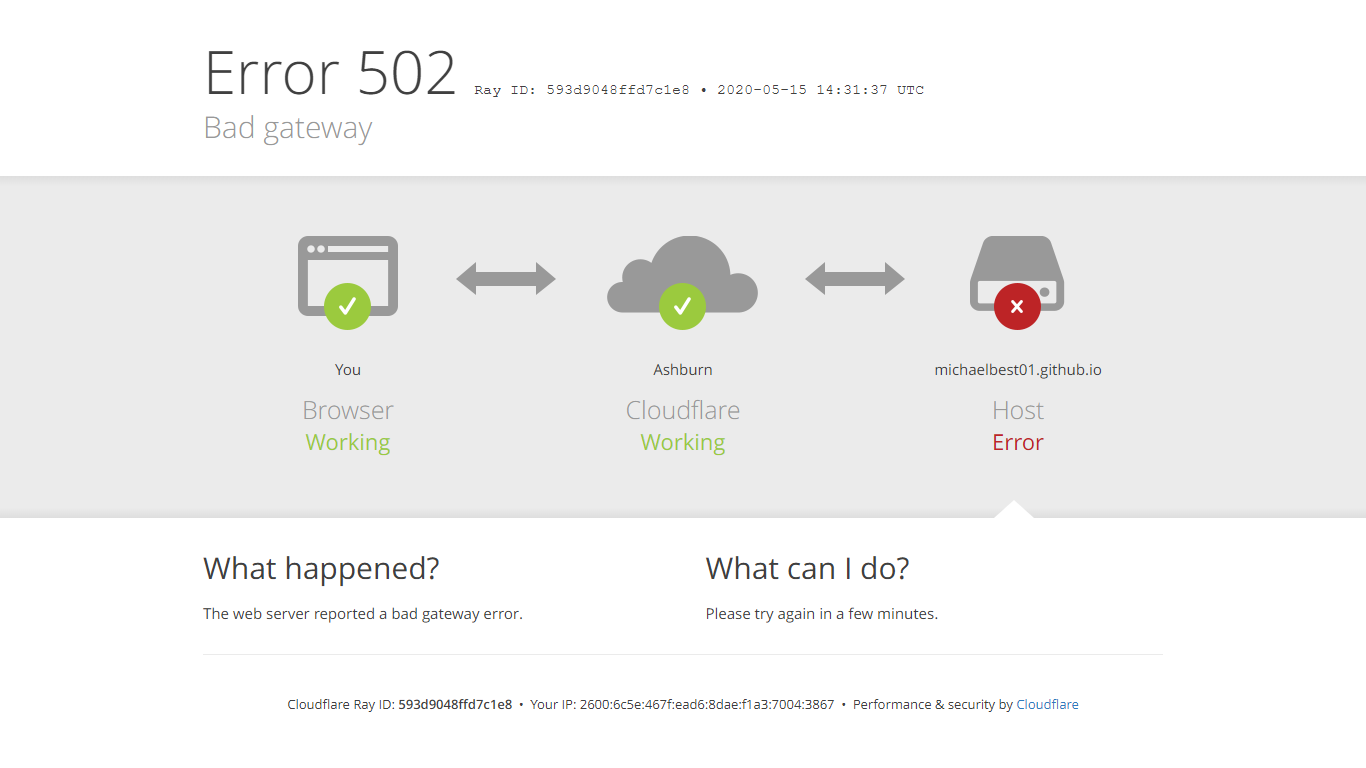 Error 502 Ray ID: 593d9048ffd7c1e8 • 2020-05-15 14:31:37 UTC
Bad gateway
You
Browser
Working
Ashburn
Cloudflare
Working
michaelbest01.github.io
Host
Error
What happened?
The web server reported a bad gateway error.
What can I do?
Please try again in a few minutes.
Cloudflare Ray ID: 593d9048ffd7c1e8 • Your IP: 2600:6c5e:467f:ead6:8dae:f1a3:7004:3867 • Performance & security by Cloudflare